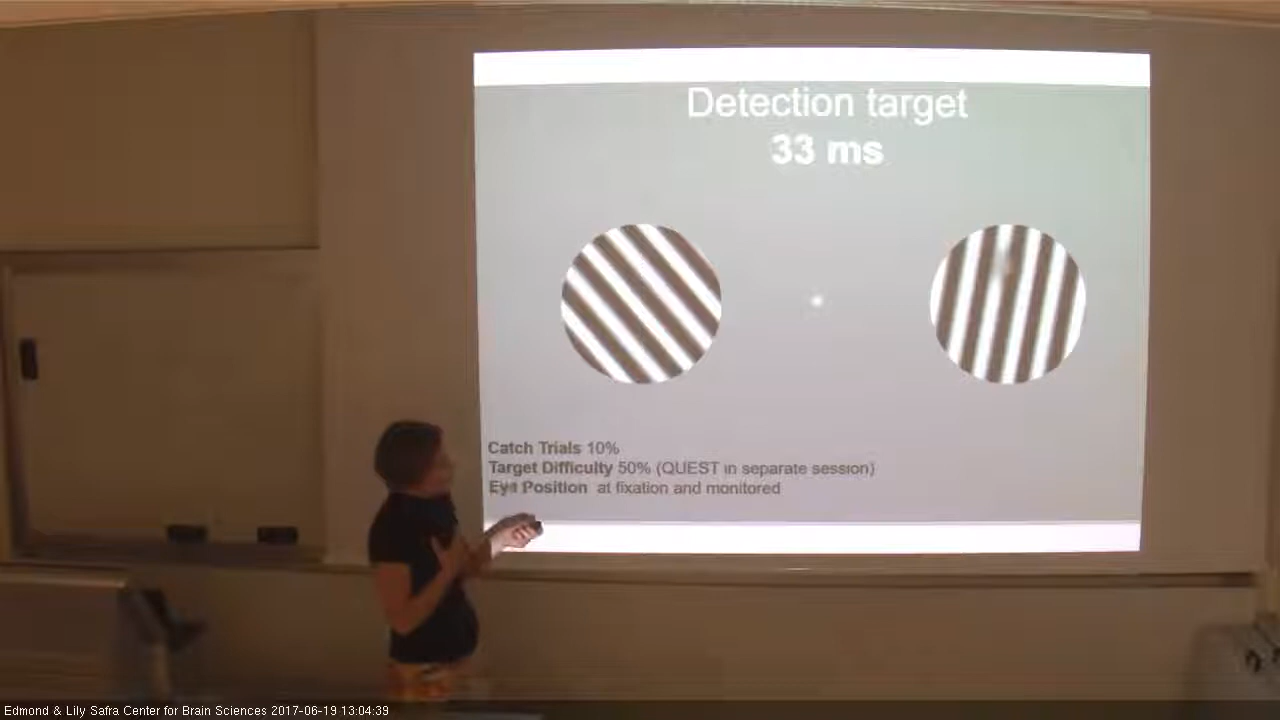 Detection target
33 ms
Catch Trials 10%
Target Difficulty 50% (QUEST in separate session)
Eye Position at fixation and monitored
Edmond & Lily Safra Center for Brain Sciences 2017-06-19 13:04:39